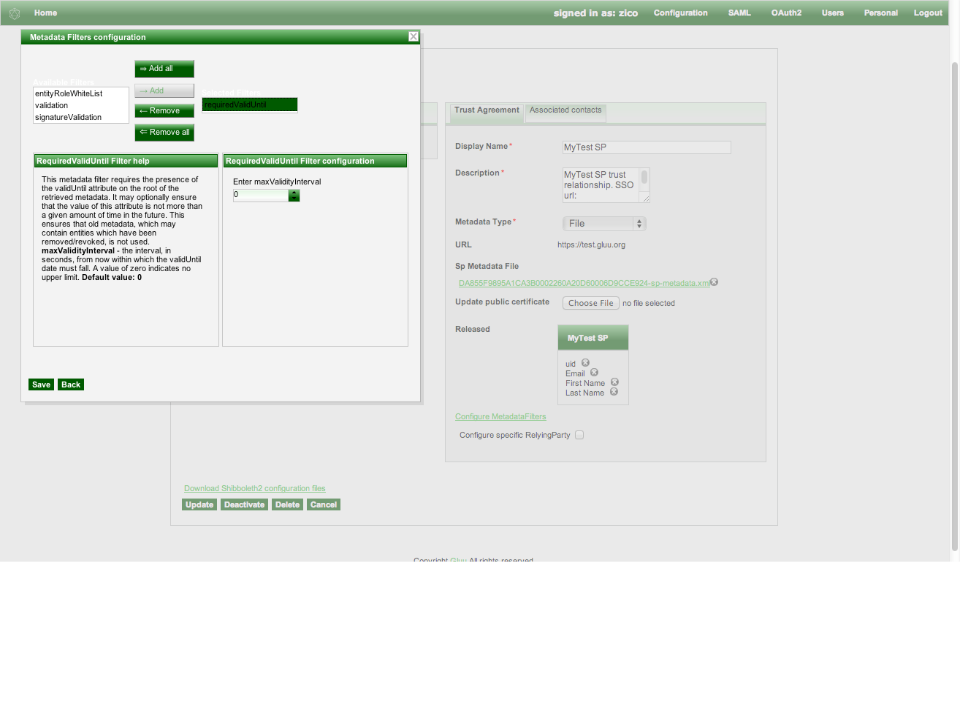 Home
signed in as: zico
Configuration
SAML
OAuth2
Users
Personal
Logout
Metadata Filters configuration
X
Available Filters
entityRoleWhiteList
validation
signatureValidation
⇒ Add all
→ Add
← Remove
⇐ Remove all
Selected Filters
requiredValidUntil
RequiredValidUntil Filter help
This metadata filter requires the presence of
the validUntil attribute on the root of the
retrieved metadata. It may optionally ensure
that the value of this attribute is not more than
a given amount of time in the future. This
ensures that old metadata, which may
contain entities which have been
removed/revoked, is not used.
maxValidityInterval - the interval, in
seconds, from now within which the validUntil
date must fall. A value of zero indicates no
upper limit. Default value: 0
RequiredValidUntil Filter configuration
Enter maxValidityInterval
0
Save
Back
Trust Agreement
Associated contacts
Display Name*
MyTest SP
Description*
MyTest SP trust
relationship. SSO
url:
Metadata Type*
File
URL
https://test.gluu.org
Sp Metadata File
Update public certificate
Choose File
no file selected
Released
MyTest SP
uid
Email
First Name
Last Name
Configure MetadataFilters
Configure specific RelyingParty
Download Shibboleth2 configuration files
Update
Deactivate
Delete
Cancel
Copyright Gluu All rights reserved